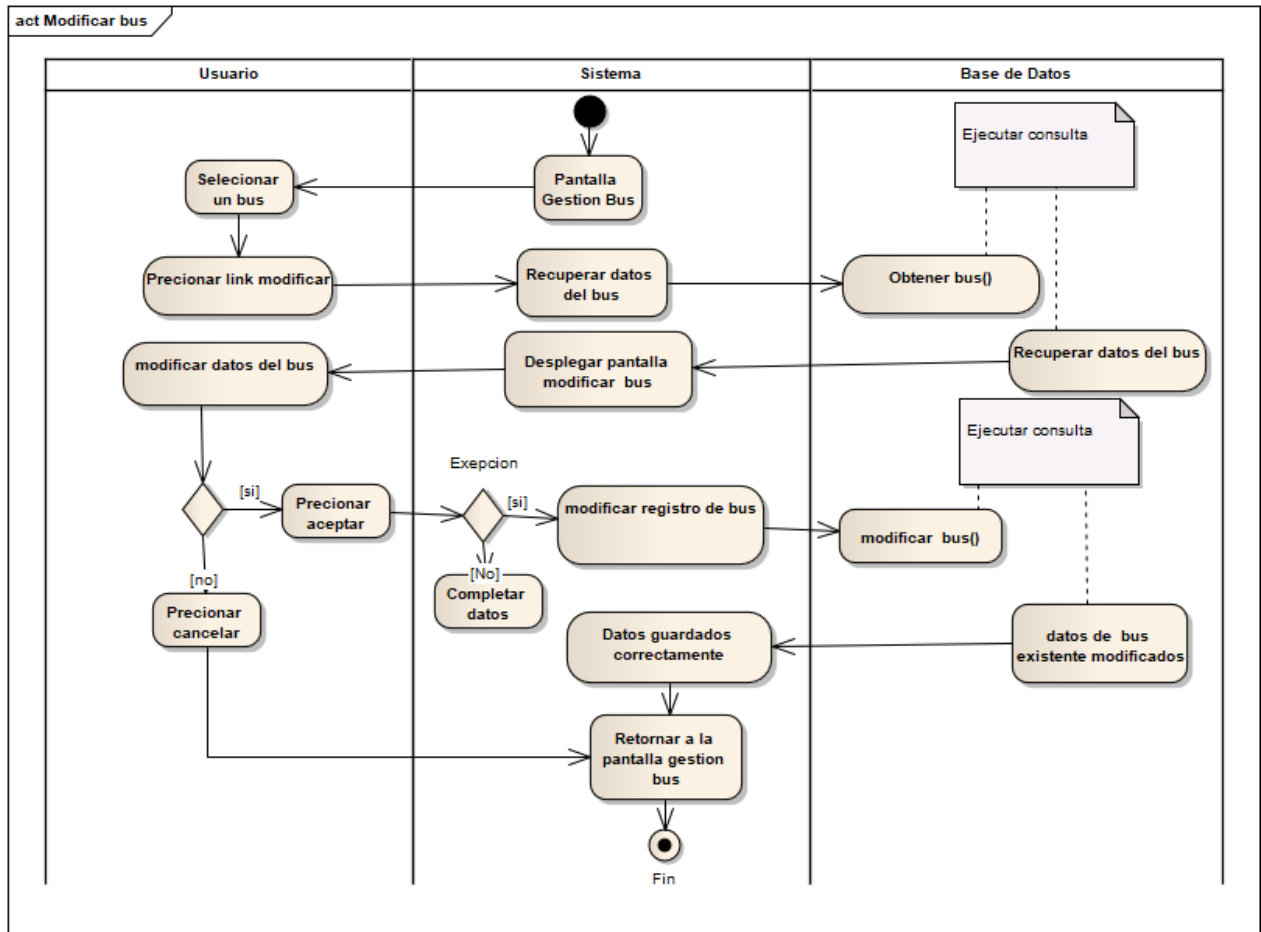 act Modificar bus
Usuario
Sistema
Base de Datos
Ejecutar consulta
Selecionar
un bus
Pantalla
Gestion Bus
Precionar link modificar
Recuperar datos
del bus
Obtener bus()
modificar datos del bus
Desplegar pantalla
modificar bus
Recuperar datos del bus
Ejecutar consulta
Exepcion
[si]
Precionar
aceptar
[si]
modificar registro de bus
modificar bus()
[no]
Precionar
cancelar
[No]
Completar
datos
Datos guardados
correctamente
datos de bus
existente modificados
Retornar a la
pantalla gestion
bus
Fin